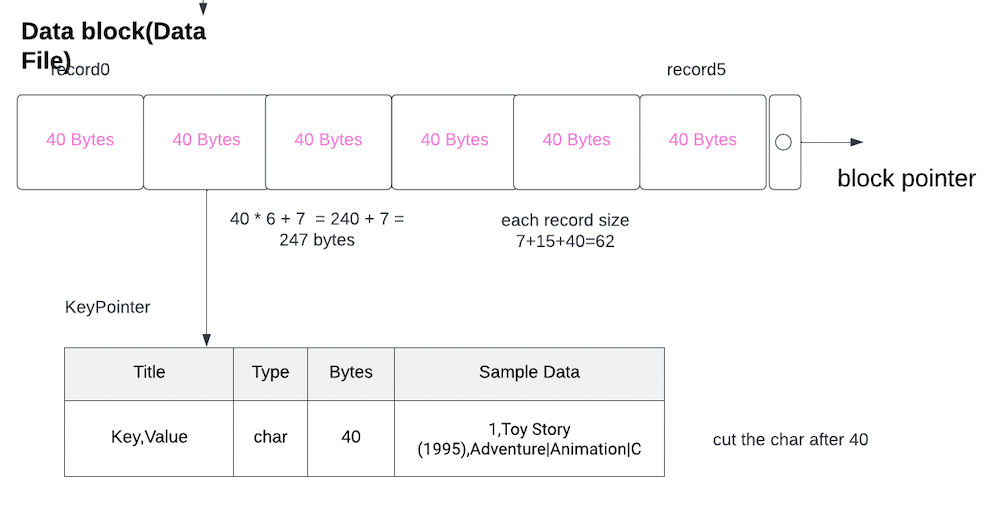 Data block(Data
File)
record0
record5
40 Bytes
40 Bytes
40 Bytes
40 Bytes
40 Bytes
40 Bytes
block pointer
40 * 6 + 7 = 240 + 7 =
247 bytes
each record size
7+15+40=62
KeyPointer
Title
Type
Bytes
Sample Data
Key,Value
char
40
1,Toy Story
(1995),Adventure|Animation|C
cut the char after 40